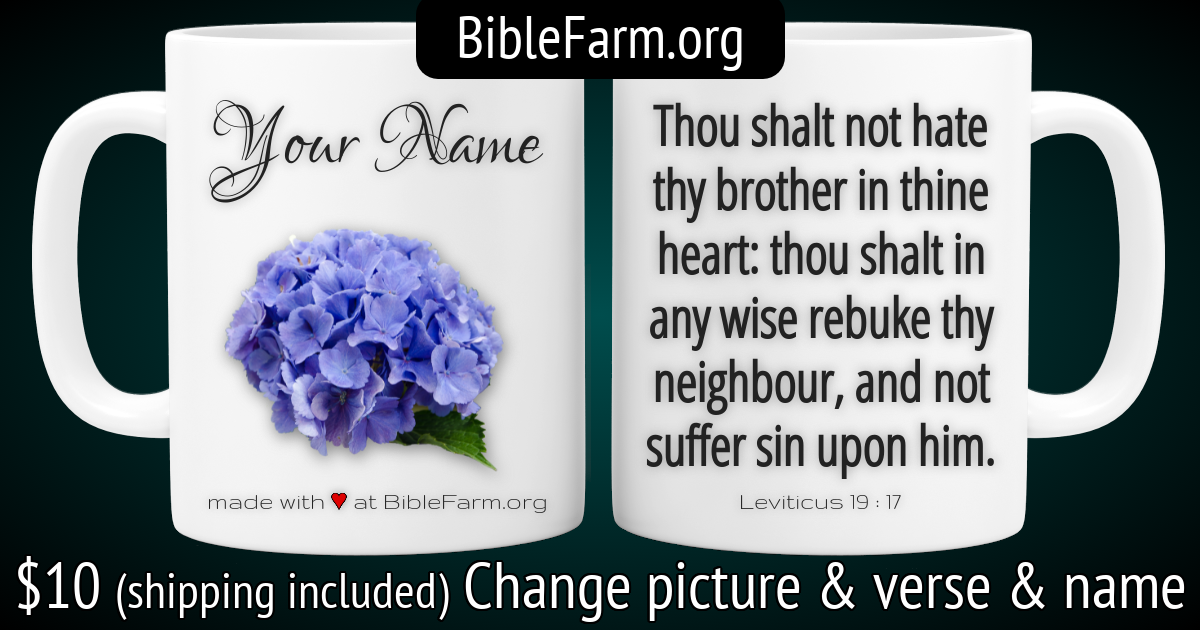 BibleFarm.org
Your Name
made with ♥ at BibleFarm.org
Thou shalt not hate
thy brother in thine
heart: thou shalt in
any wise rebuke thy
neighbour, and not
suffer sin upon him.
Leviticus 19 : 17
$10 (shipping included) Change picture & verse & name